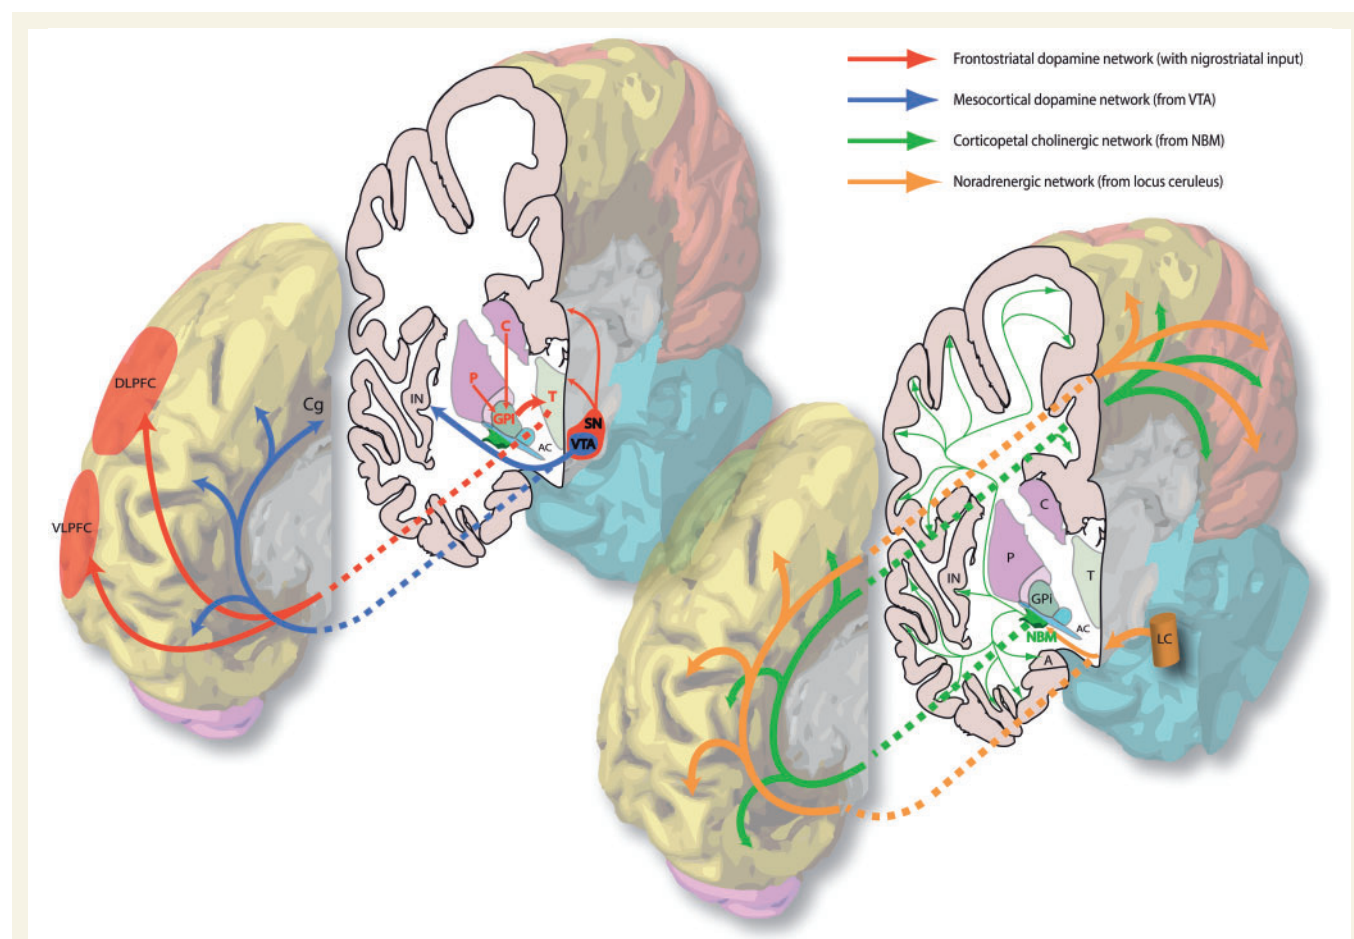 Frontostriatal dopamine network (with nigrostriatal input)
Mesocortical dopamine network (from VTA)
Corticopetal cholinergic network (from NBM)
Noradrenergic network (from locus ceruleus)
C
DLPFC
P
IN
T
Cg
GPi
SN
AC
VTA
VLPFC
C
P
IN
T
GPi
AC
NBM
LC
A